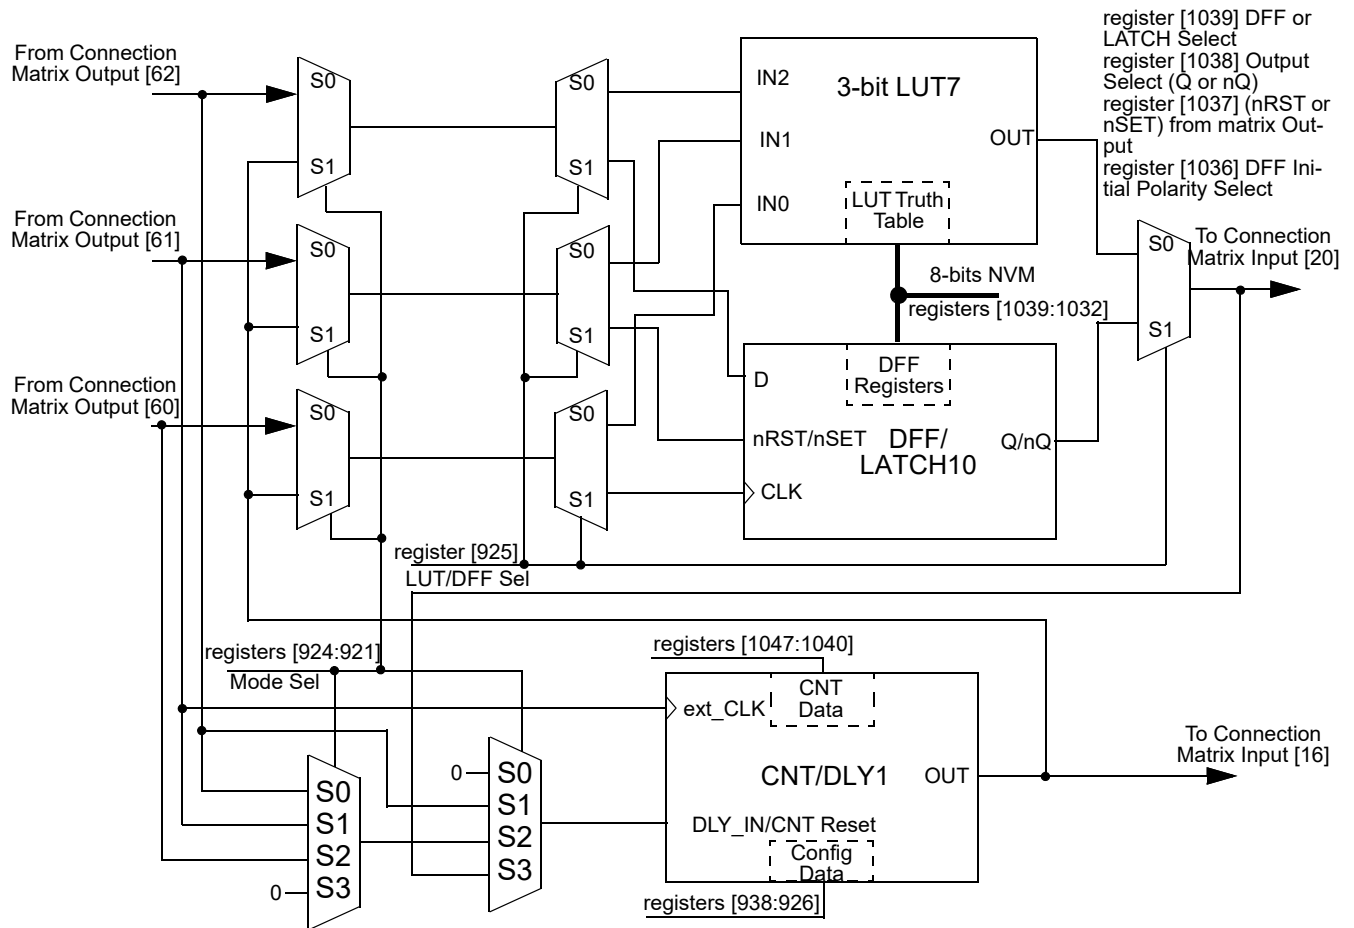 register [1039] DFF or
LATCH Select
register [1038] Output
Select (Q or nQ)
register [1037] (nRST or
nSET) from matrix Out-
put
register [1036] DFF Ini-
tial Polarity Select
From Connection
Matrix Output [62]
S0
S1
S0
S1
IN2
IN1
IN0
3-bit LUT7
OUT
LUT Truth
Table
From Connection
Matrix Output [61]
S0
S1
S0
S1
8-bits NVM
registers [1039:1032]
S0
S1
To Connection
Matrix Input [20]
From Connection
Matrix Output [60]
S0
S1
S0
S1
D
nRST/nSET
CLK
DFF
Registers
DFF/
LATCH10
Q/nQ
register [925]
LUT/DFF Sel
registers [924:921]
Mode Sel
registers [1047:1040]
CNT
Data
ext_CLK
CNT/DLY1
OUT
DLY_IN/CNT Reset
Config
Data
registers [938:926]
To Connection
Matrix Input [16]
S0
S1
S2
0 S3
0 S0
S1
S2
S3